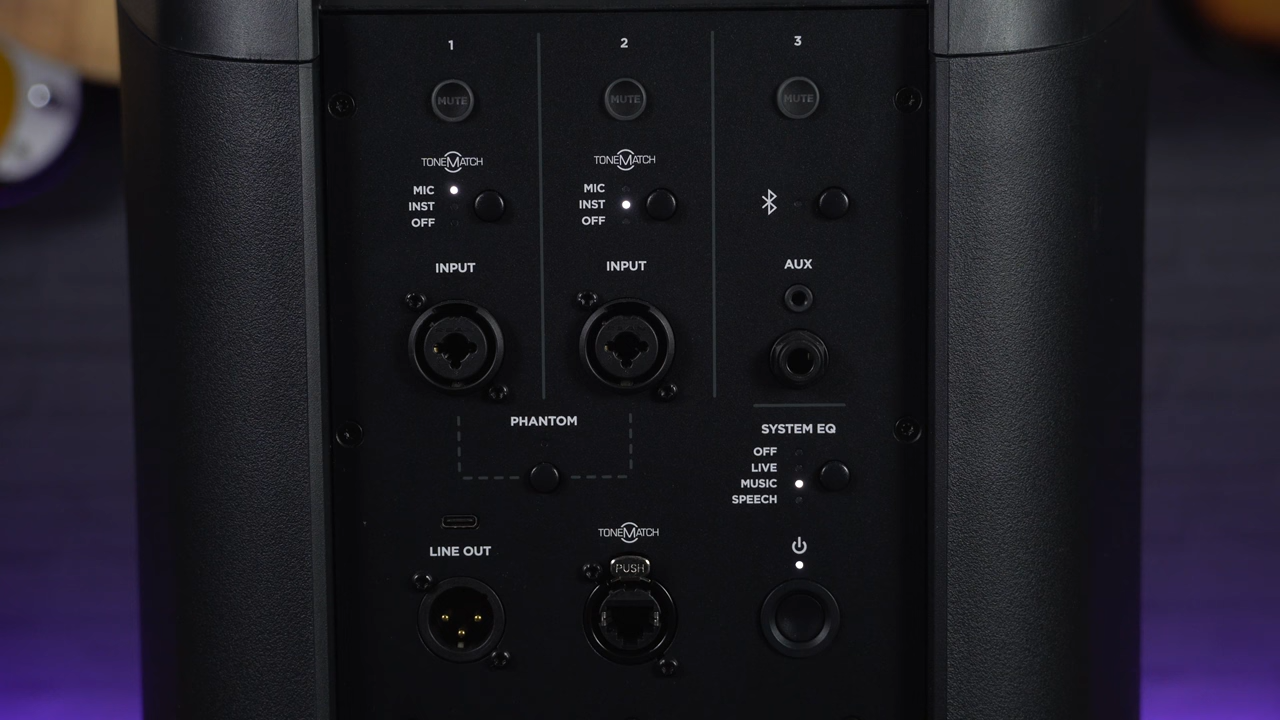 1
2
3
MUTE
MUTE
MUTE
TONEMATCH
TONEMATCH
MIC
INST
OFF
MIC
INST
OFF
INPUT
INPUT
AUX
PHANTOM
SYSTEM EQ
OFF
LIVE
MUSIC
SPEECH
LINE OUT
TONEMATCH
PUSH